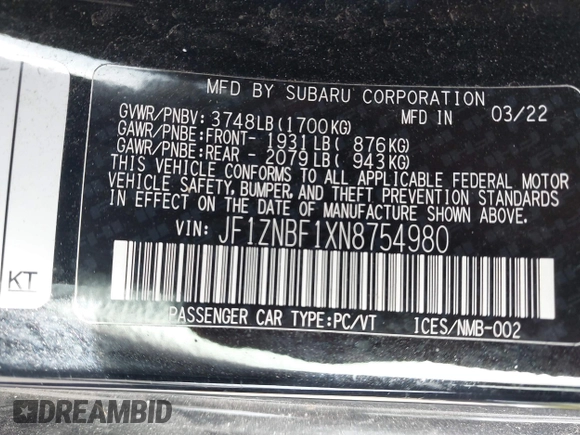 MFD BY SUBARU CORPORATION
GVWR/PNBV: 3748LB(1700KG) MFD IN 03/22
GAWR/PNBE:FRONT- 1931LB( 876KG)
GAWR/PNBE:REAR - 2079LB( 943KG)
THIS VEHICLE CONFORMS TO ALL APPLICABLE FEDERAL MOTOR
VEHICLE SAFETY, BUMPER, AND THEFT PREVENTION STANDARDS
IN EFFECT ON THE DATE OF MANUFACTURE SHOWN ABOVE.
VIN: JF1ZNBF1XN8754980
KT
PASSENGER CAR TYPE:PC/VT ICES/NMB-002
DREAMBID